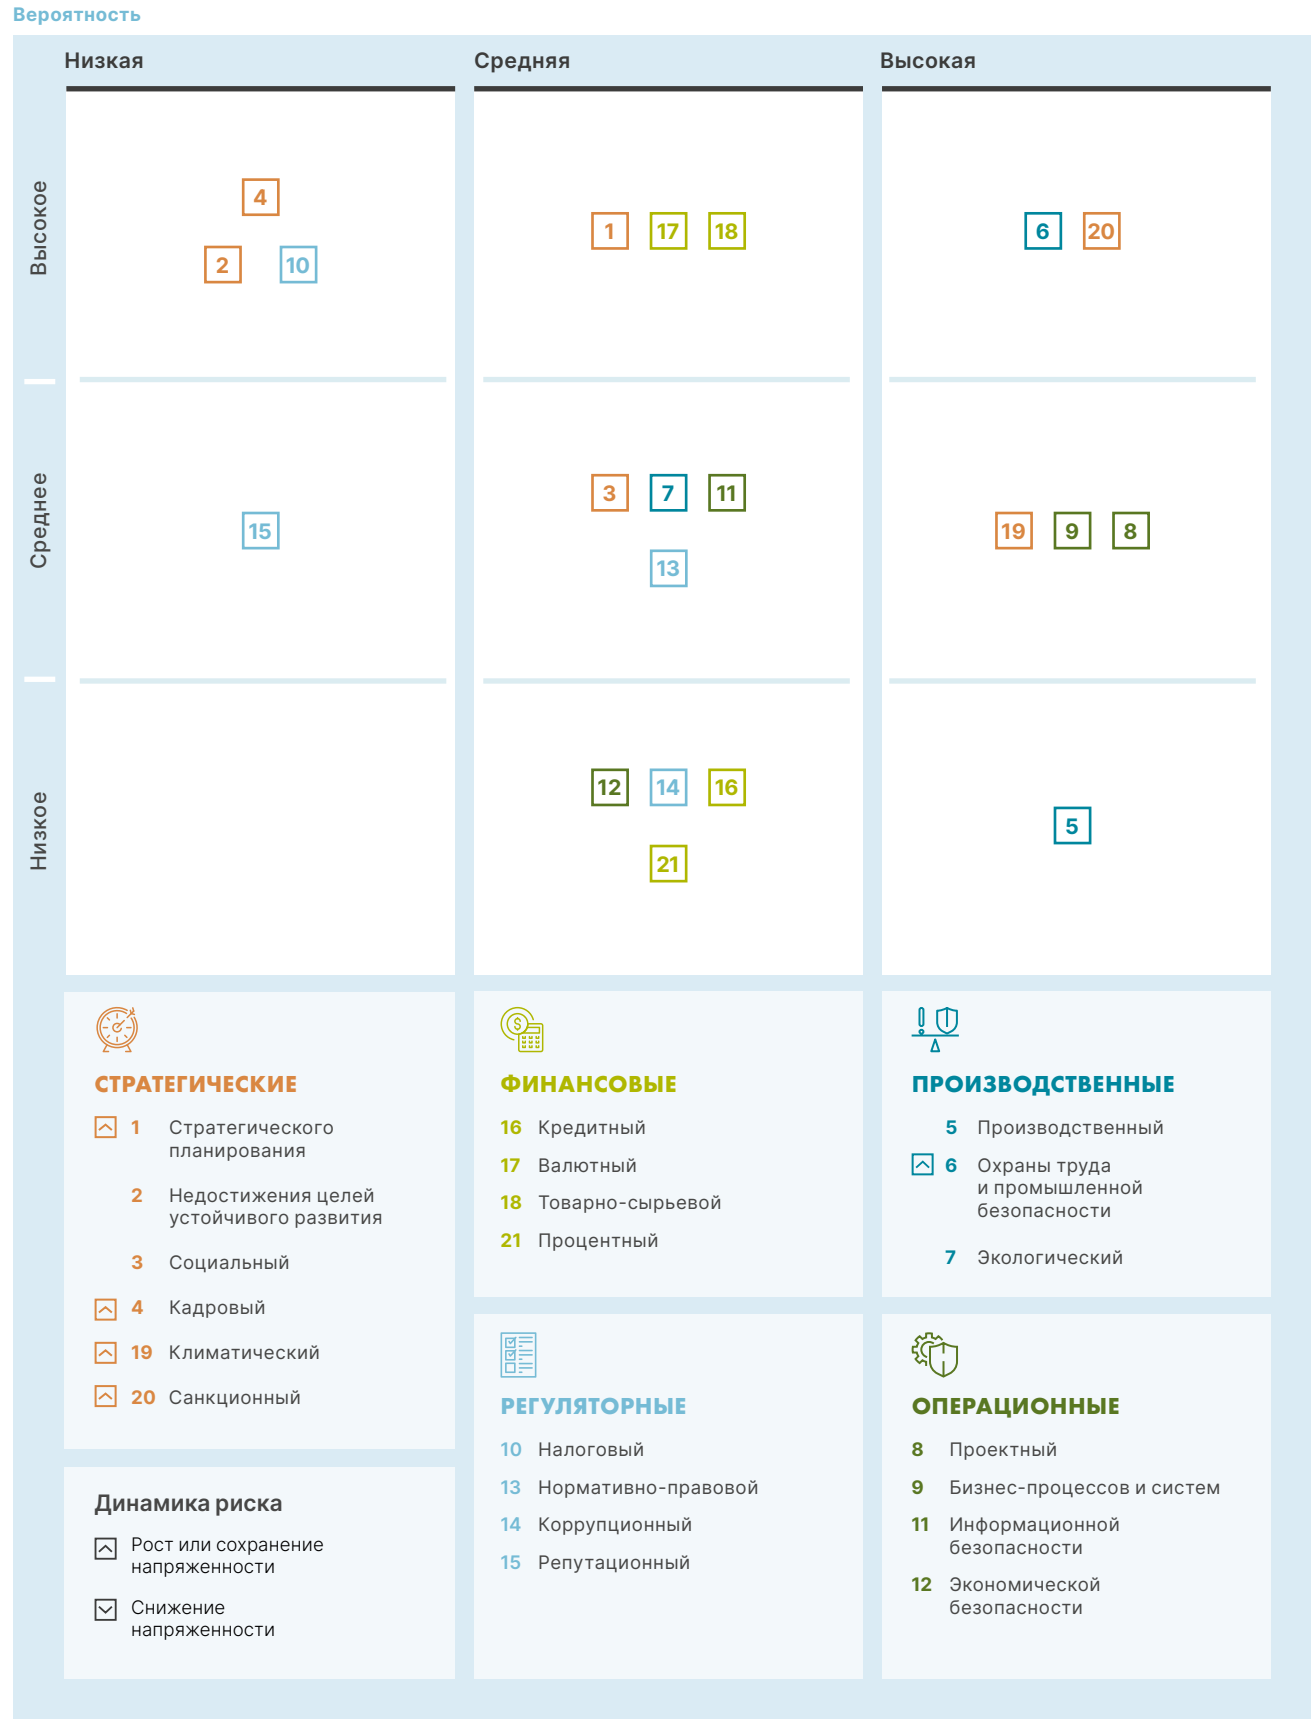 Вероятность
Низкая
Средняя
Высокая
Высокое
4
2
10
1
17
18
6
20
Среднее
15
3
7
11
13
19
9
8
Низкое
12
14
16
21
5
СТРАТЕГИЧЕСКИЕ
1 Стратегического
планирования
2 Недостижения целей
устойчивого развития
3 Социальный
4 Кадровый
19 Климатический
20 Санкционный
Динамика риска
Рост или сохранение
напряженности
Снижение
напряженности
ФИНАНСОВЫЕ
16 Кредитный
17 Валютный
18 Товарно-сырьевой
21 Процентный
РЕГУЛЯТОРНЫЕ
10 Налоговый
13 Нормативно-правовой
14 Коррупционный
15 Репутационный
ПРОИЗВОДСТВЕННЫЕ
5 Производственный
6 Охраны труда
и промышленной
безопасности
7 Экологический
ОПЕРАЦИОННЫЕ
8 Проектный
9 Бизнес-процессов и систем
11 Информационной
безопасности
12 Экономической
безопасности